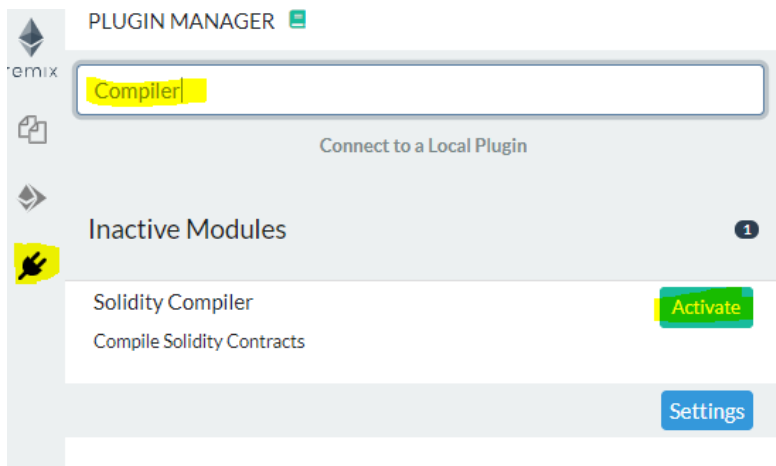 PLUGIN MANAGER
remix
Compiler
Connect to a Local Plugin
Inactive Modules
1
Solidity Compiler
Activate
Compile Solidity Contracts
Settings